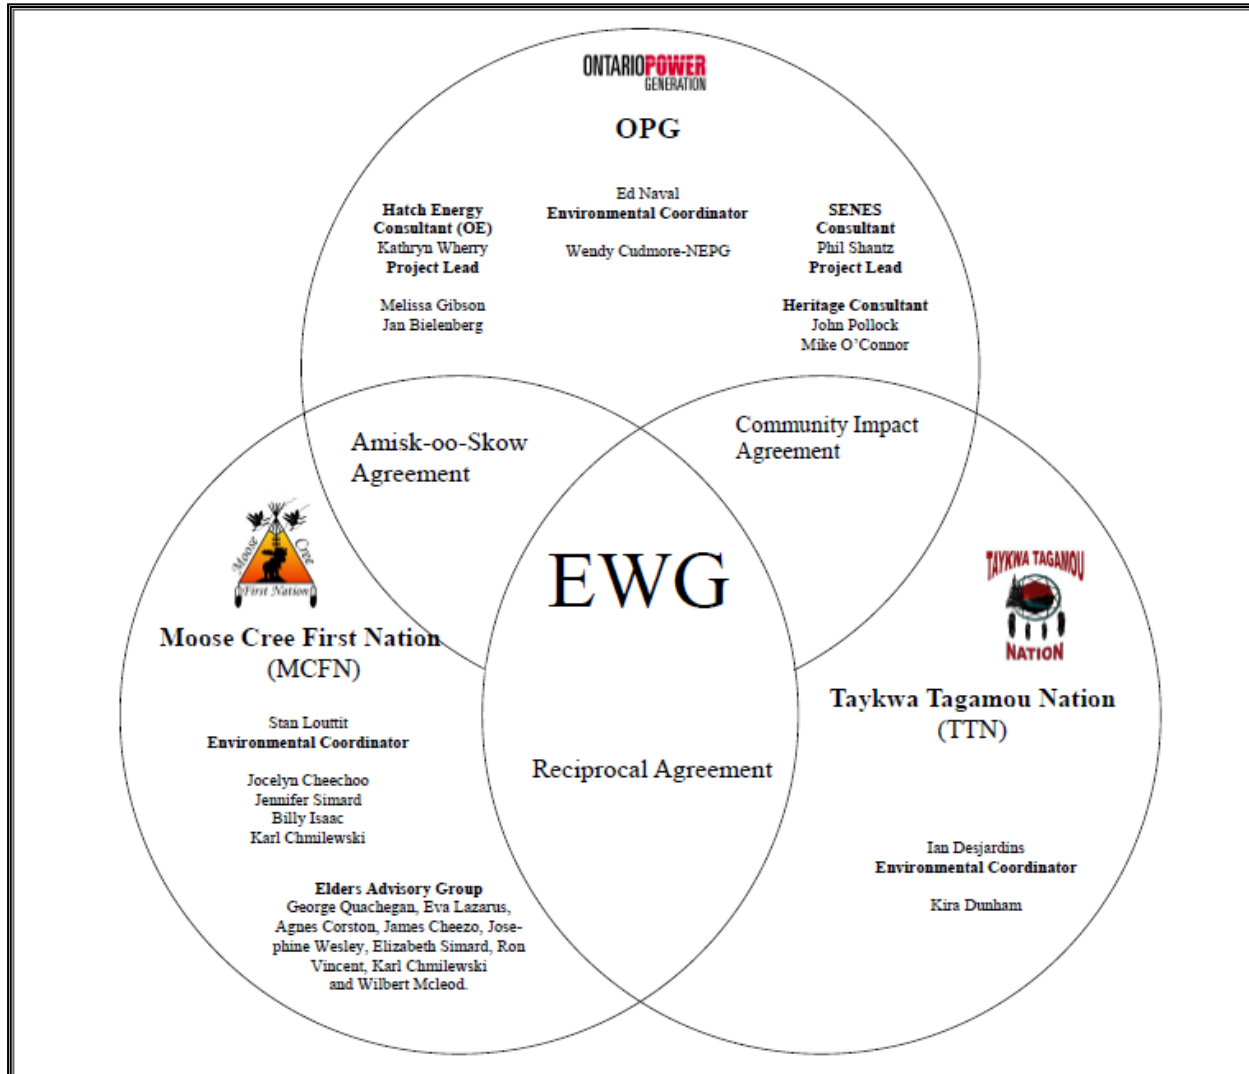 ONTARIOPOWER
GENERATION
OPG
Ed Naval
Environmental Coordinator
Wendy Cudmore-NEPG
Hatch Energy
Consultant (OE)
Kathryn Wherry
Project Lead
Melissa Gibson
Jan Bielenberg
SENES
Consultant
Phil Shantz
Project Lead
Heritage Consultant
John Pollock
Mike O'Connor
Amisk-oo-Skow
Agreement
Community Impact
Agreement
EWG
Reciprocal Agreement
Moose Cree
First Nation
Moose Cree First Nation
(MCFN)
Stan Louttit
Environmental Coordinator
Jocelyn Cheechoo
Jennifer Simard
Billy Isaac
Karl Chmilewski
Elders Advisory Group
George Quachegan, Eva Lazarus,
Agnes Corston, James Cheezo, Jose-
phine Wesley, Elizabeth Simard, Ron
Vincent, Karl Chmilewski
and Wilbert Mcleod.
TAYKWA TAGAMOU
NATION
Taykwa Tagamou Nation
(TTN)
Ian Desjardins
Environmental Coordinator
Kira Dunham